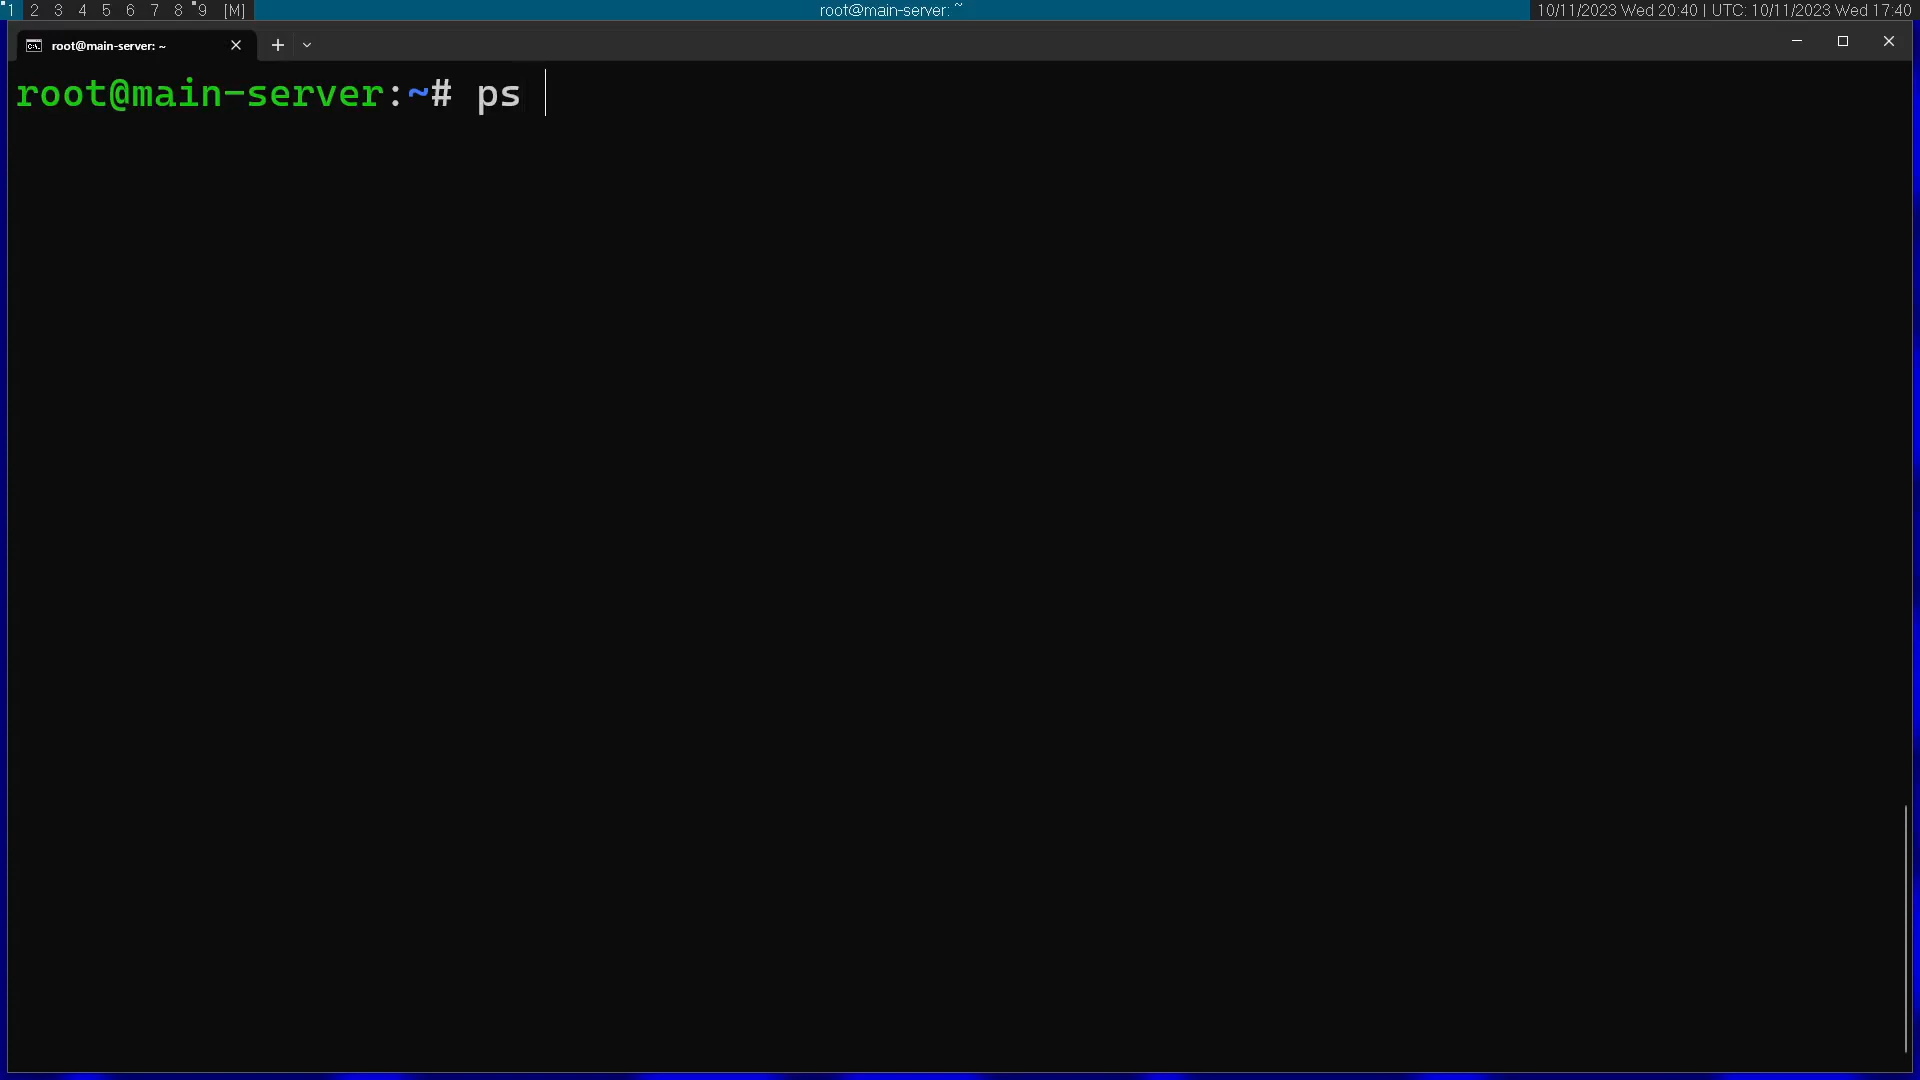 1 2 3 4 5 6 7 8 9 [M] root@main-server: ~ 10/11/2023 Wed 20:40 | UTC: 10/11/2023 Wed 17:40
root@main-server: ~
root@main-server:~# ps